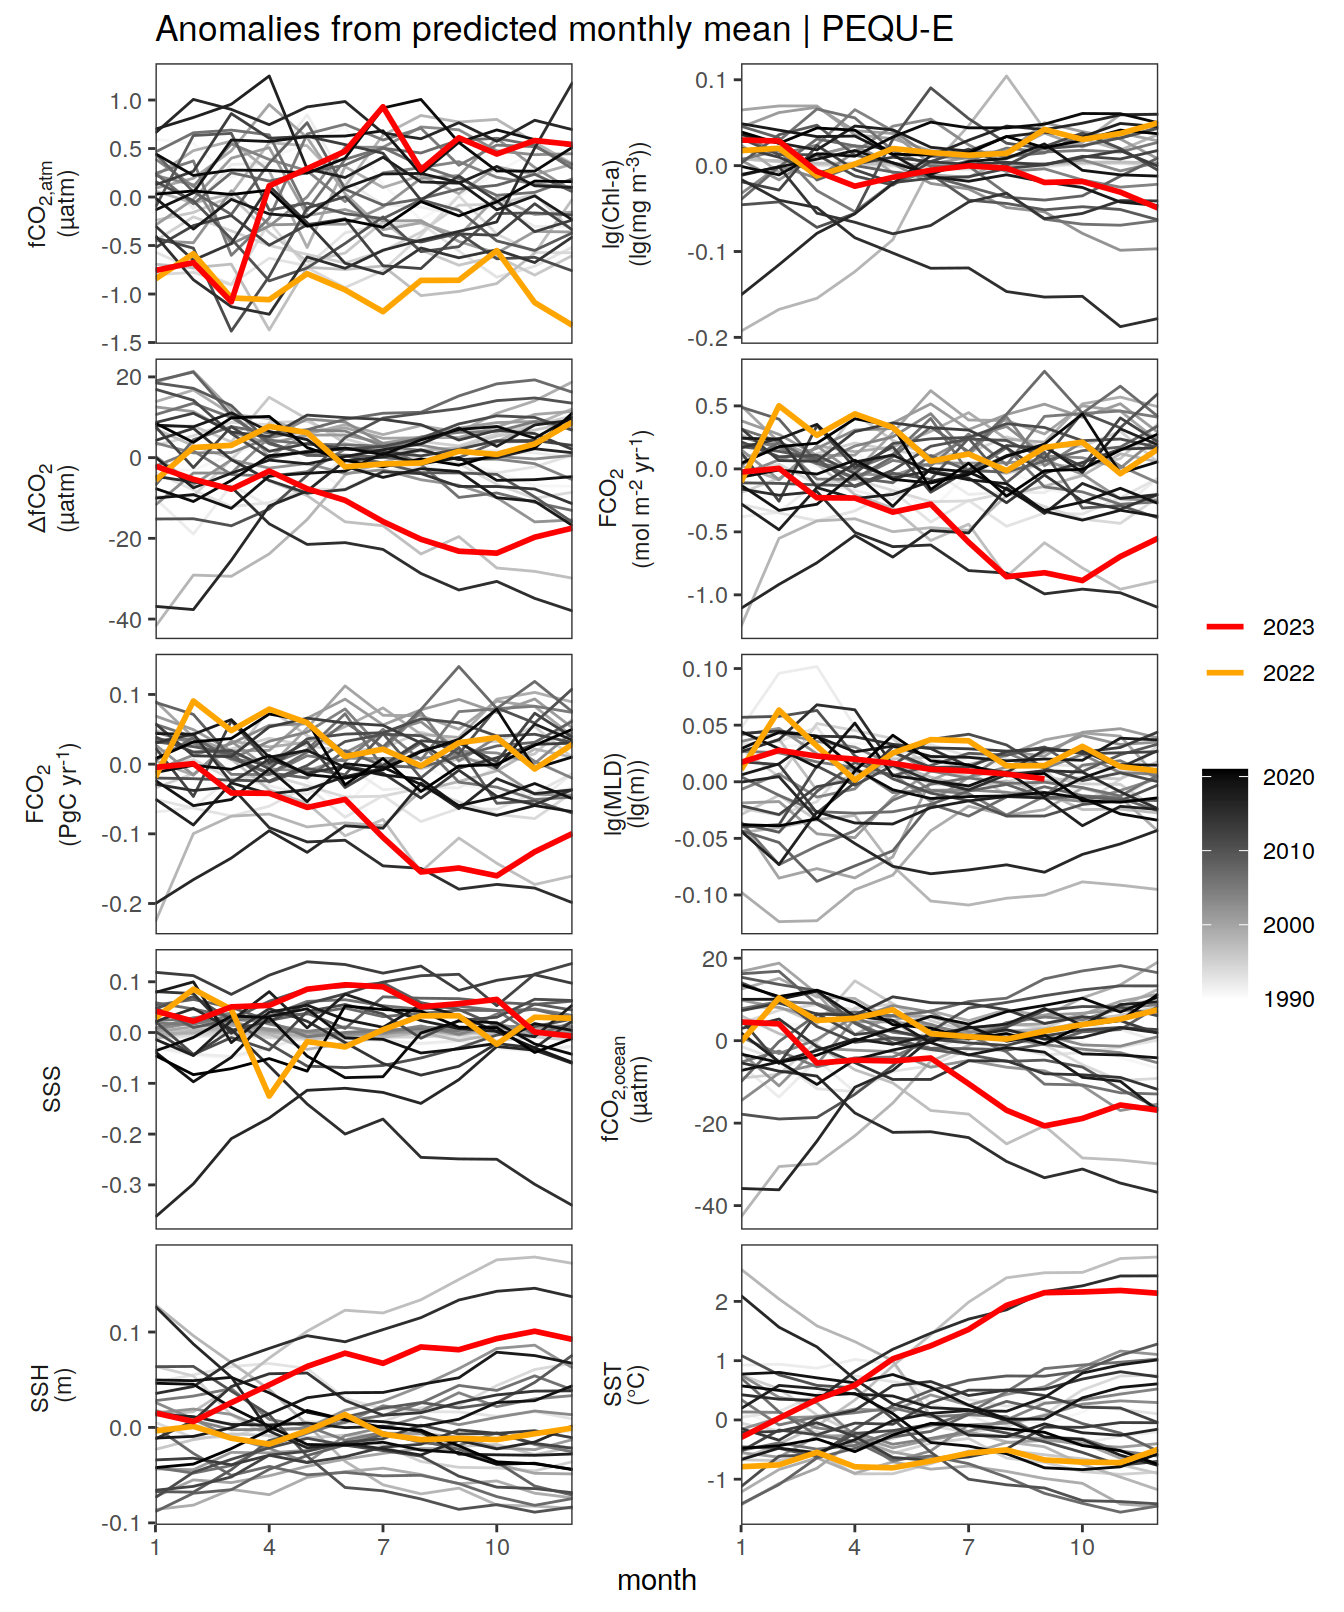 Anomalies from predicted monthly mean | PEQU-E
fCO2,atm
(µatm)
1.0
0.5
0.0
-0.5
-1.0
-1.5
lg(Chl-a)
(lg(mg m-3))
0.1
0.0
-0.1
-0.2
ΔfCO2
(µatm)
20
0
-20
-40
FCO2
(mol m-2 yr-1)
0.5
0.0
-0.5
-1.0
FCO2
(PgC yr-1)
0.1
0.0
-0.1
-0.2
lg(MLD)
(lg(m))
0.10
0.05
0.00
-0.05
-0.10
SSS
0.1
0.0
-0.1
-0.2
-0.3
fCO2,ocean
(µatm)
20
0
-20
-40
SSH
(m)
0.1
0.0
-0.1
SST
(°C)
2
1
0
-1
1 4 7 10
1 4 7 10
month
2023
2022
2020
2010
2000
1990